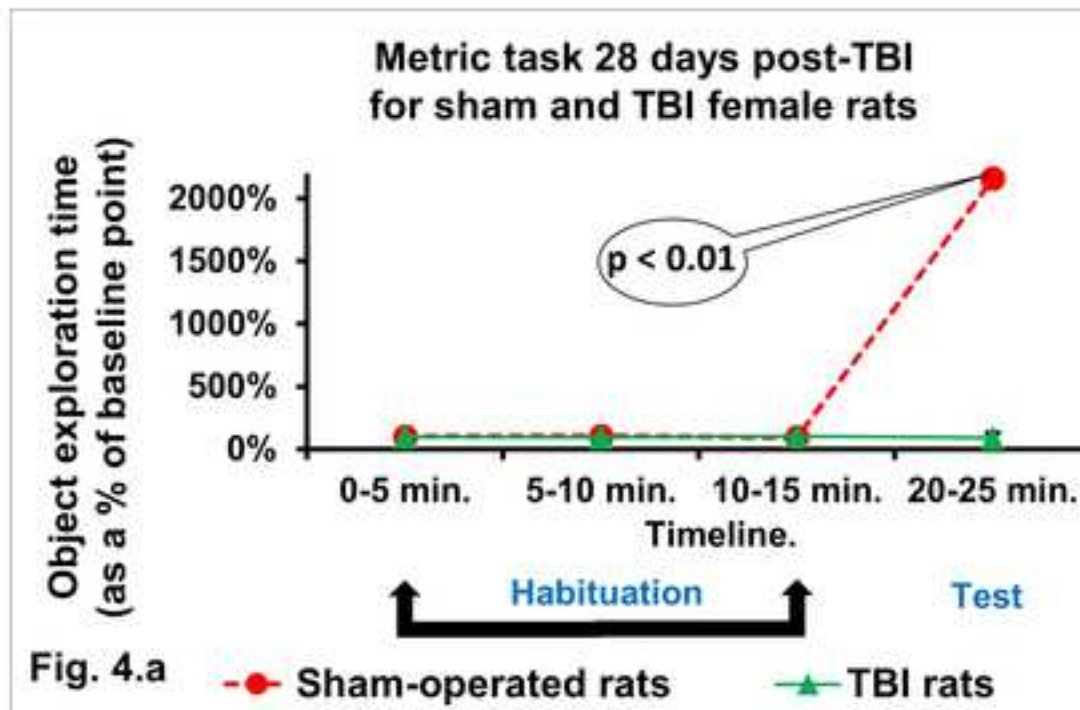 Metric task 28 days post-TBI
for sham and TBI female rats
Object exploration time
(as a % of baseline point)
2000%
1500%
1000%
500%
0%
p < 0.01
0-5 min. 5-10 min. 10-15 min. 20-25 min.
Timeline.
Habituation Test
Fig. 4.a
Sham-operated rats TBI rats